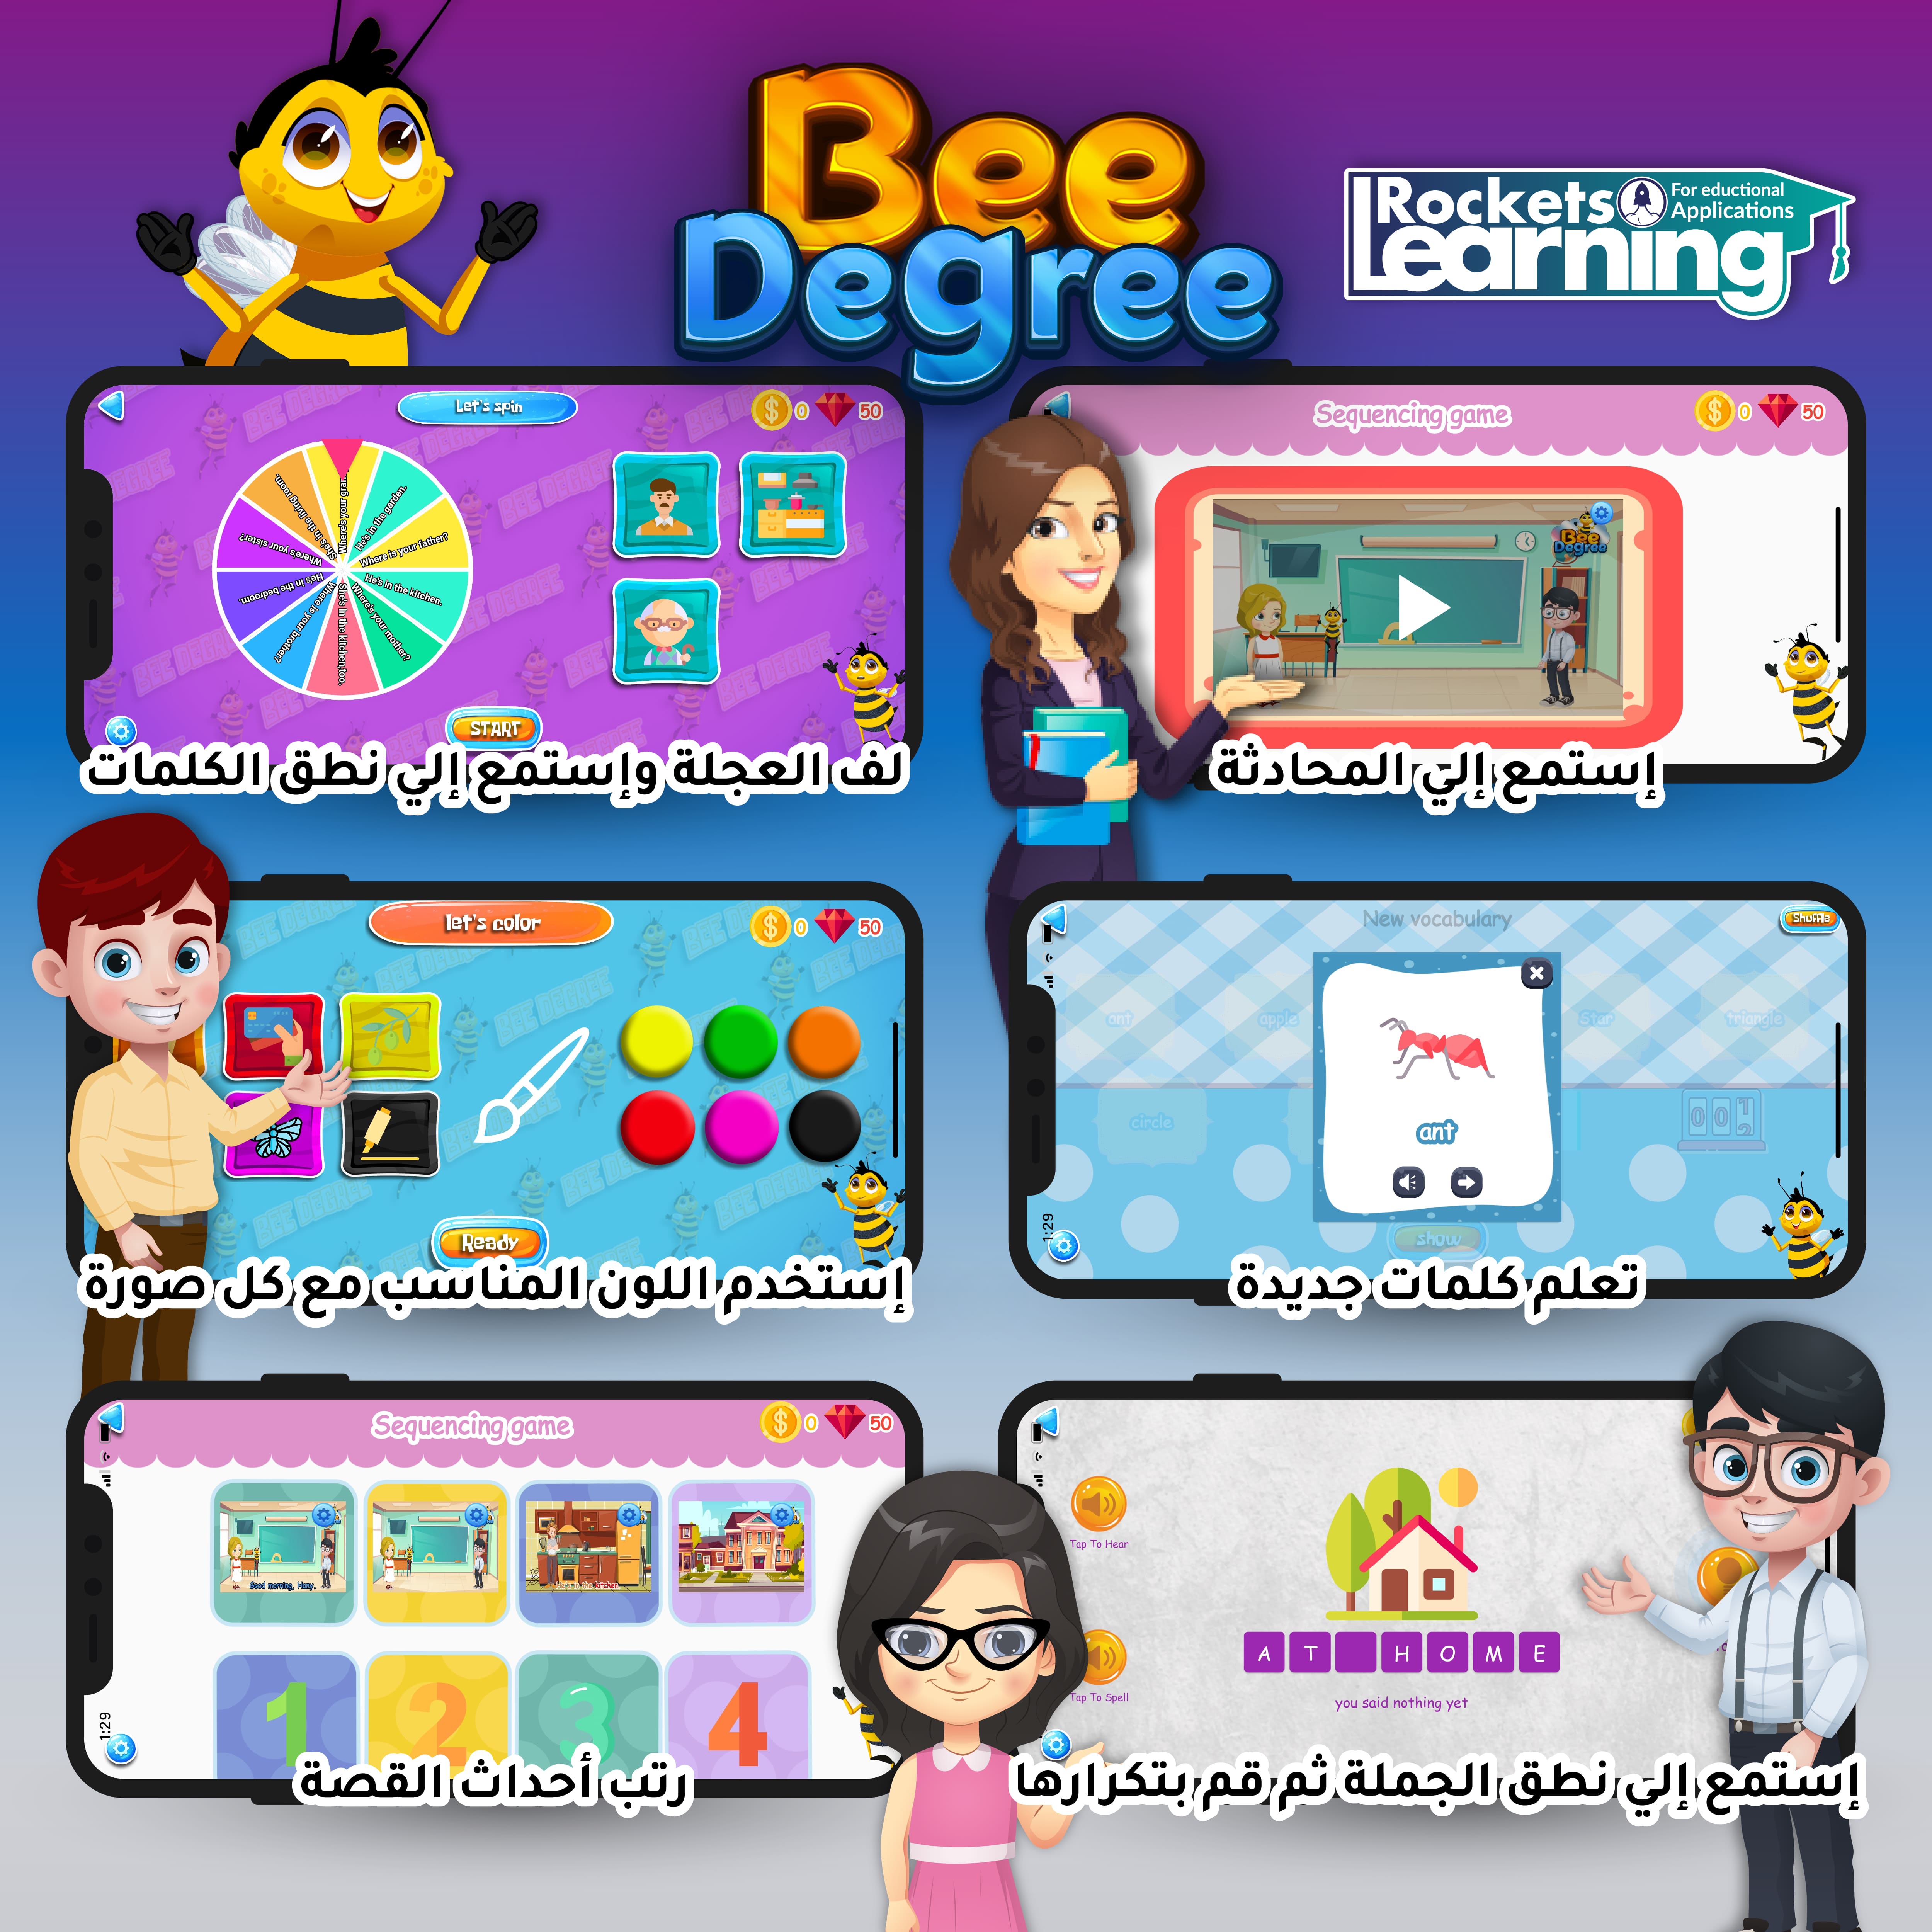 Bee
Degree
Rockets
Learning
For eductional
Applications
Let's spin
0
50
Where's your gran
He's in the garden.
Where is your father?
He's in the kitchen.
Where's your mother?
She's in the kitchen too.
Where is your brother?
He's in the bedroom.
Where's your sister?
She's in the living room.
START
لف العجلة وإستمع إلي نطق الكلمات
Sequencing game
0
50
Bee
Degree
إستمع إلي المحادثة
let's color
0
50
Ready
إستخدم اللون المناسب مع كل صورة
New vocabulary
Shuffle
ant
apple
Star
triangle
circle
ant
show
1:29
تعلم كلمات جديدة
Sequencing game
0
50
Good morning, Hany.
1
2
3
4
1:29
رتب أحداث القصة
Tap To Hear
Tap To Spell
A T H O M E
you said nothing yet
إستمع إلي نطق الجملة ثم قم بتكرارها